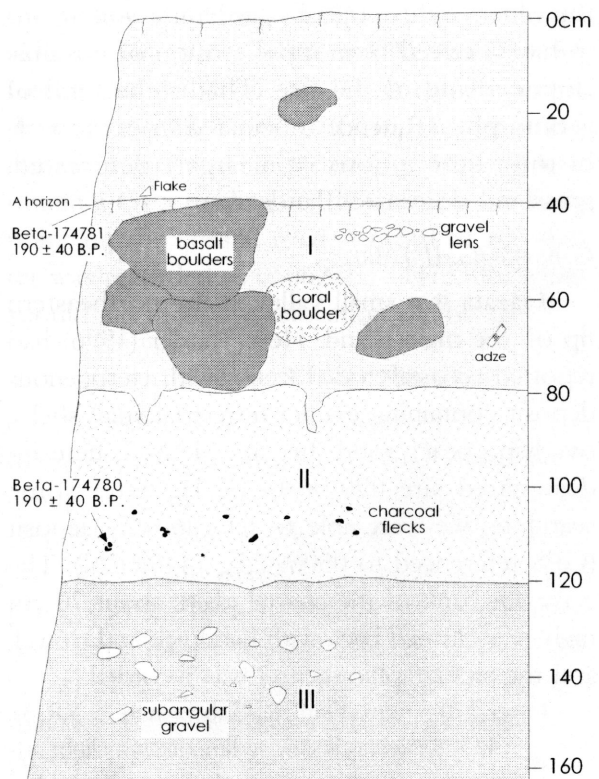 0cm
20
Flake
A horizon
40
Beta-174781
190 ± 40 B.P.
basalt
boulders
I
gravel
lens
coral
boulder
60
adze
80
II
100
Beta-174780
190 ± 40 B.P.
charcoal
flecks
120
140
III
subangular
gravel
160